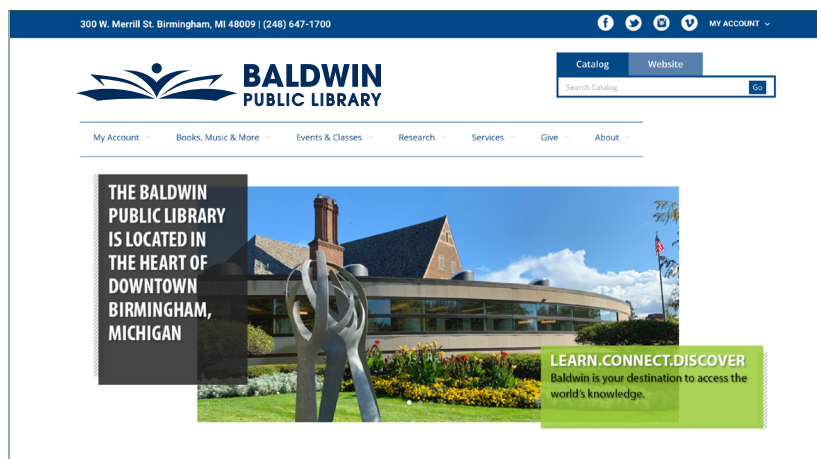 300 W. Merrill St. Birmingham, MI 48009 | (248) 647-1700
MY ACCOUNT
BALDWIN
PUBLIC LIBRARY
Catalog
Website
Search Catalog
Go
My Account
Books, Music & More
Events & Classes
Research
Services
Give
About
THE BALDWIN
PUBLIC LIBRARY
IS LOCATED IN
THE HEART OF
DOWNTOWN
BIRMINGHAM,
MICHIGAN
LEARN.CONNECT.DISCOVER
Baldwin is your destination to access the
world's knowledge.